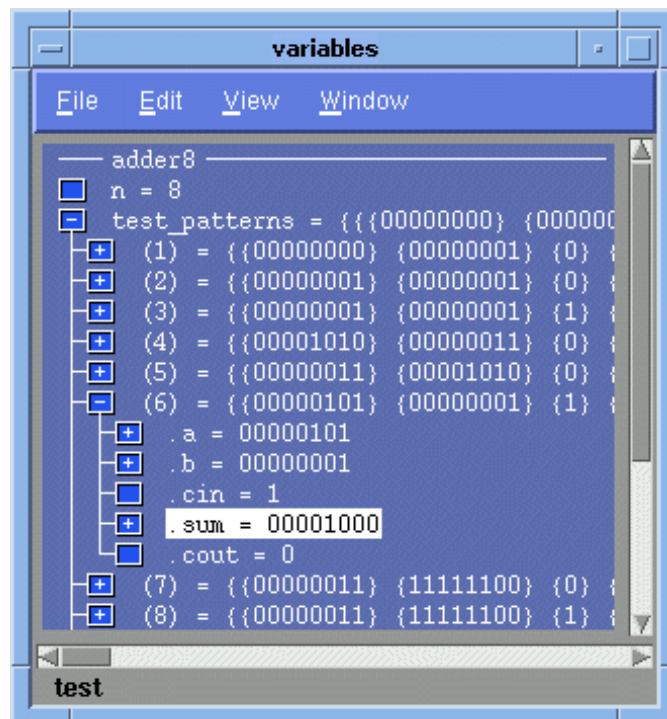 variables
File Edit View Window
adder8
n = 8
test_patterns = {{{00000000} {000000
(1) = {{00000000} {00000001} {0} {
(2) = {{00000001} {00000001} {0} {
(3) = {{00000001} {00000001} {1} {
(4) = {{00001010} {00000011} {0} {
(5) = {{00000011} {00001010} {0} {
(6) = {{00000101} {00000001} {1} {
.a = 00000101
.b = 00000001
.cin = 1
.sum = 00001000
.cout = 0
(7) = {{00000011} {11111100} {0} {
(8) = {{00000011} {11111100} {1} {
test